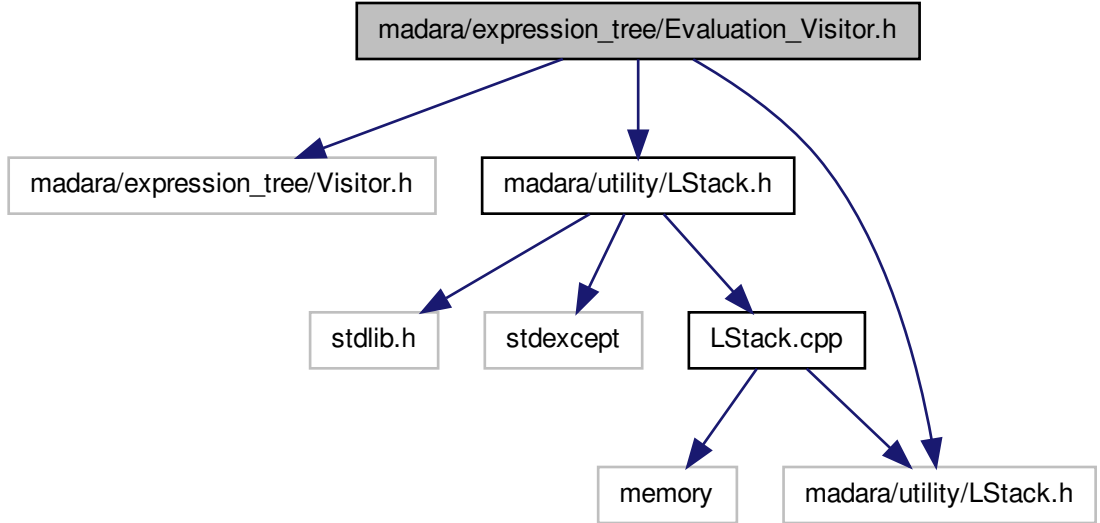 madara/expression_tree/Evaluation_Visitor.h
madara/expression_tree/Visitor.h
madara/utility/LStack.h
stdlib.h
stdexcept
LStack.cpp
memory
madara/utility/LStack.h